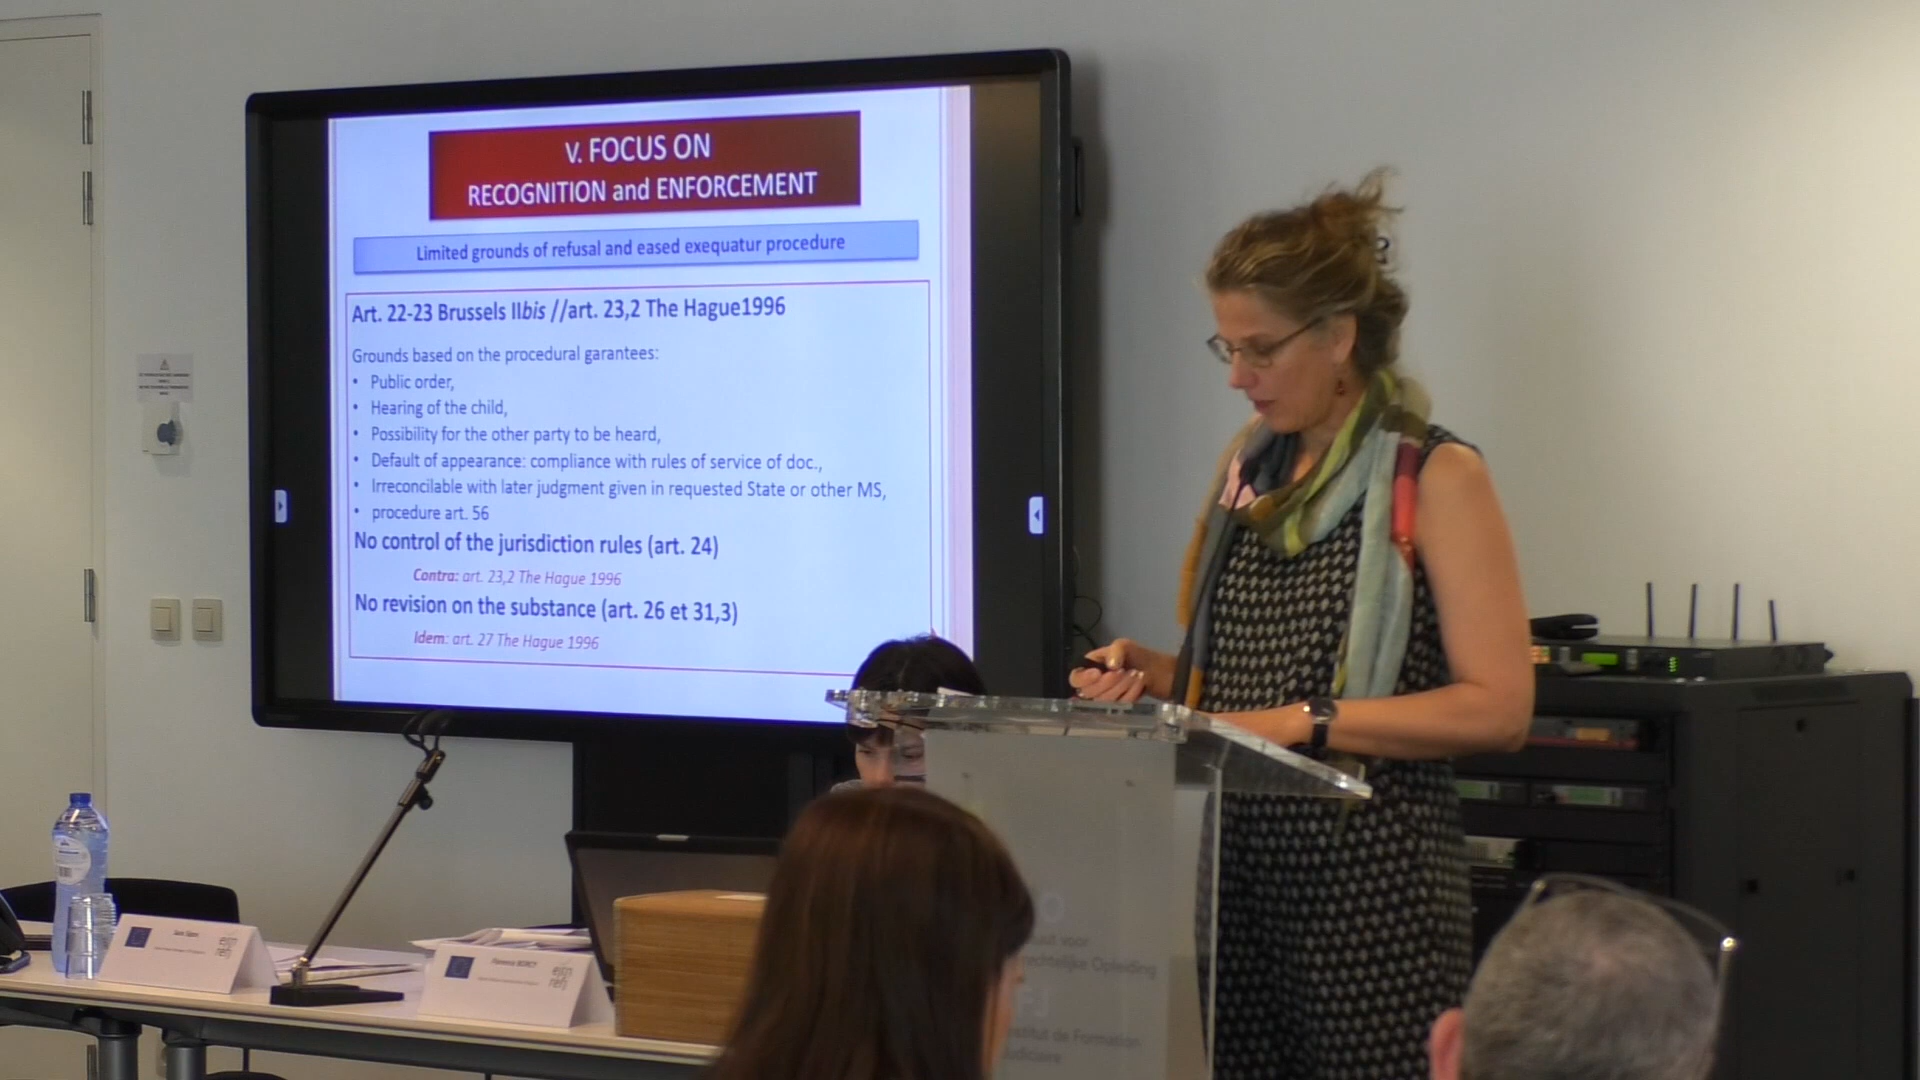 V. FOCUS ON
RECOGNITION and ENFORCEMENT
Limited grounds of refusal and eased exequatur procedure
Art. 22-23 Brussels IIbis //art. 23,2 The Hague1996
Grounds based on the procedural garantees:
• Public order,
• Hearing of the child,
• Possibility for the other party to be heard,
• Default of appearance: compliance with rules of service of doc.,
• Irreconcilable with later judgment given in requested State or other MS,
• procedure art. 56
No control of the jurisdiction rules (art. 24)
Contra: art. 23,2 The Hague 1996
No revision on the substance (art. 26 et 31,3)
Idem: art. 27 The Hague 1996
voor
Opleiding
de Formation